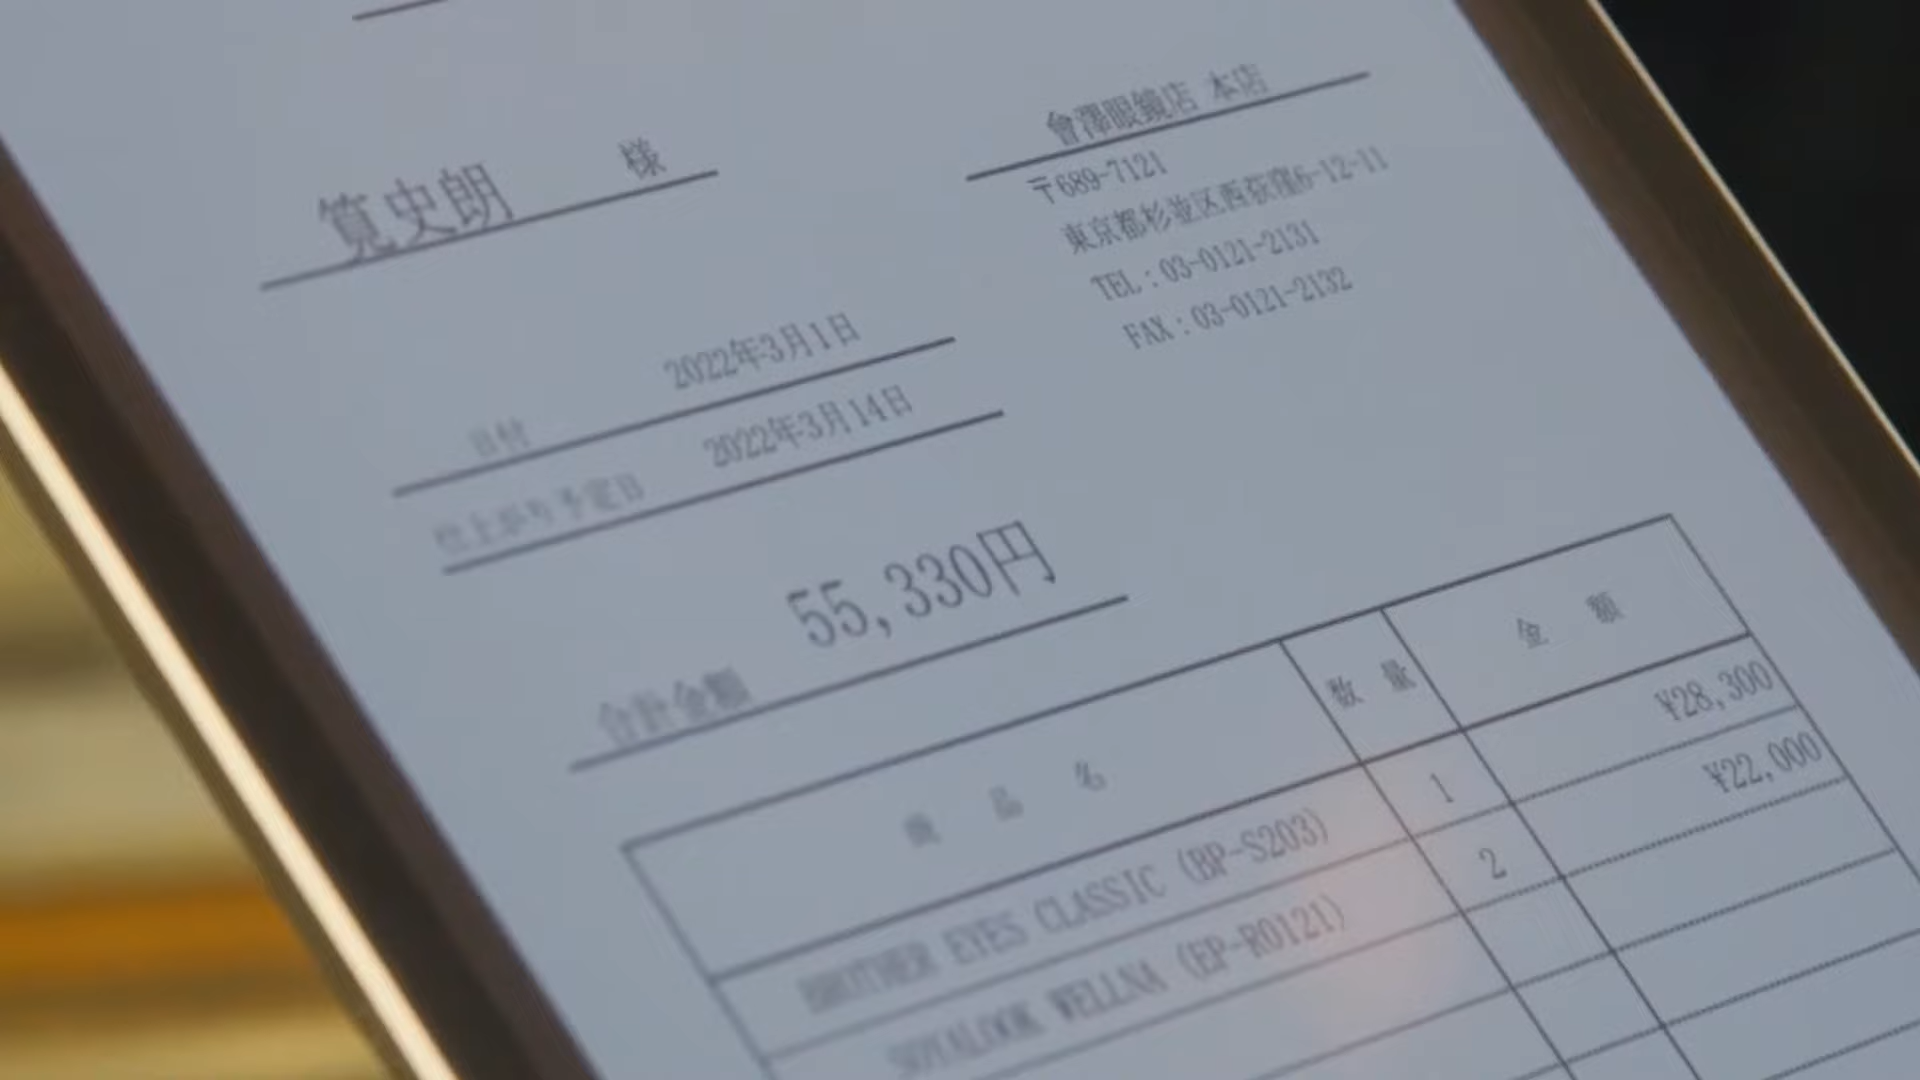 會澤眼鏡店 本店
筧史朗 様
〒689-7121
東京都杉並区西荻窪6-12-11
TEL：03-0121-2131
FAX：03-0121-2132
日付 2022年3月1日
仕上がり予定日 2022年3月14日
合計金額 55,330円
商品名 数量 金額
BROTHER EYES CLASSIC (BP-S203) 1 ¥28,300
WELLNA (EP-R0121) 2 ¥22,000